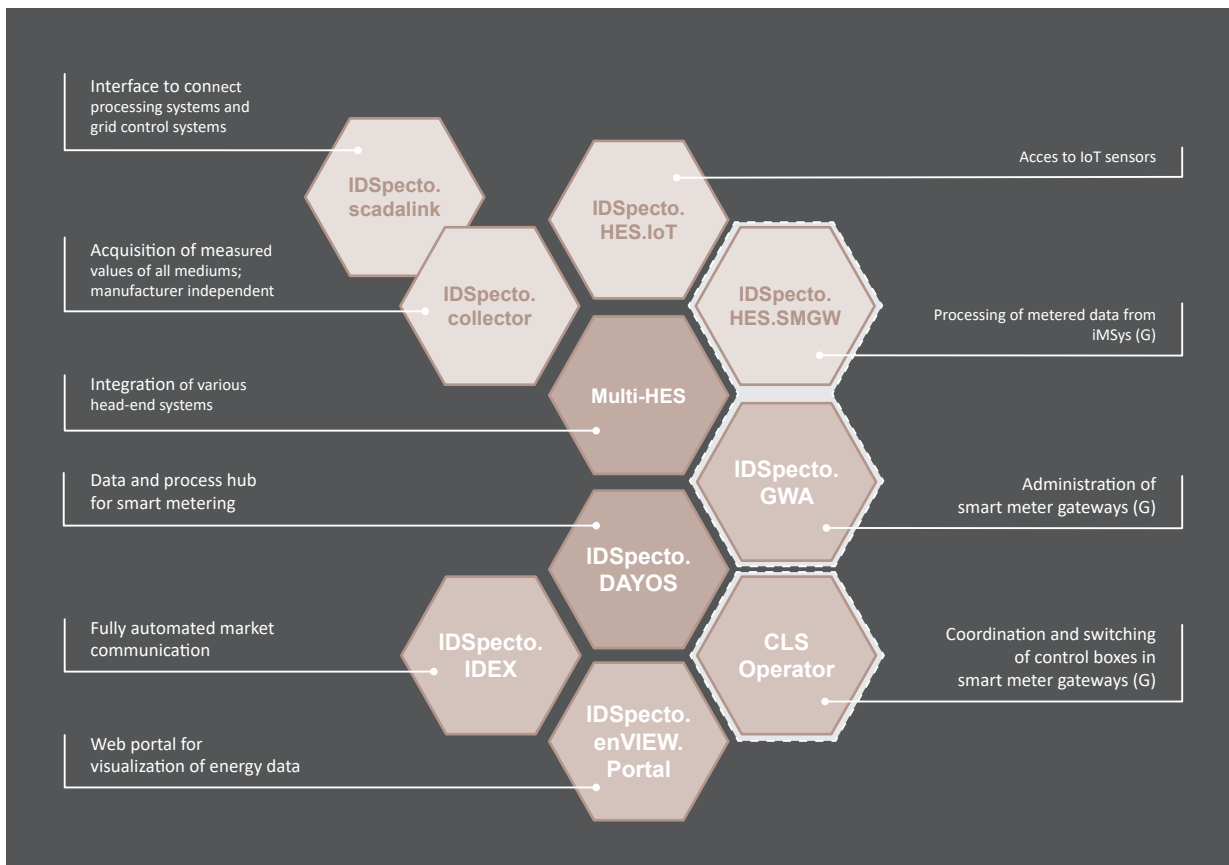 Interface to connect
processing systems and
grid control systems
IDSpecto.
scadalink
IDSpecto.
HES.IoT
Acces to IoT sensors
Acquisition of measured
values of all mediums;
manufacturer independent
IDSpecto.
collector
IDSpecto.
HES.SMGW
Processing of metered data from
iMSys (G)
Integration of various
head-end systems
Multi-HES
IDSpecto.
GWA
Administration of
smart meter gateways (G)
Data and process hub
for smart metering
IDSpecto.
DAYOS
Fully automated market
communication
IDSpecto.
IDEX
CLS
Operator
Coordination and switching
of control boxes in
smart meter gateways (G)
Web portal for
visualization of energy data
IDSpecto.
enVIEW.
Portal